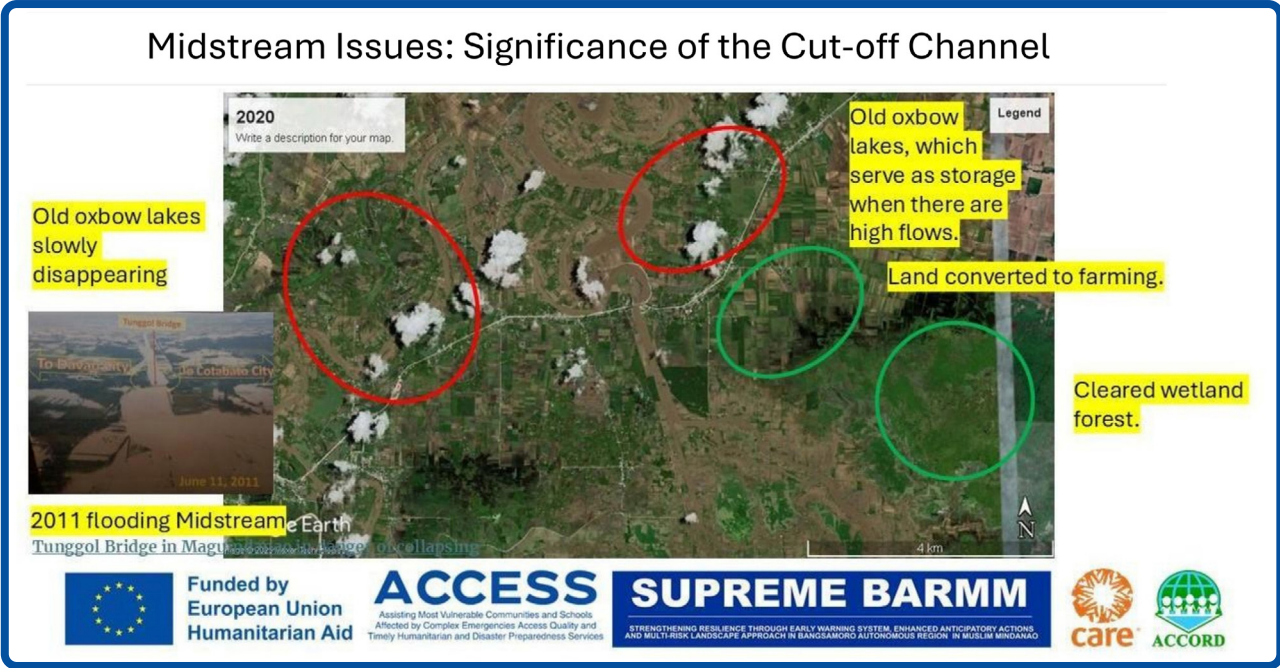 Midstream Issues: Significance of the Cut-off Channel
2020
Write a description for your map.
Legend
Old oxbow
lakes, which
serve as storage
when there are
high flows.
Old oxbow lakes
slowly
disappearing
Land converted to farming.
Tunggol Bridge
To Davao City
To Cotabato City
June 11, 2011
Cleared wetland
forest.
2011 flooding Midstream
e Earth
N
4 km
Tunggol Bridge in Magu collapsing
Funded by
European Union
Humanitarian Aid
ACCESS
Assisting Most Vulnerable Communities and Schools
Affected by Complex Emergencies Access Quality and
Timely Humanitarian and Disaster Preparedness Services
SUPREME BARMM
STRENGTHENING RESILIENCE THROUGH EARLY WARNING SYSTEM, ENHANCED ANTICIPATORY ACTIONS
AND MULTI-RISK LANDSCAPE APPROACH IN BANGSAMORO AUTONOMOUS REGION IN MUSLIM MINDANAO
care
ACCORD